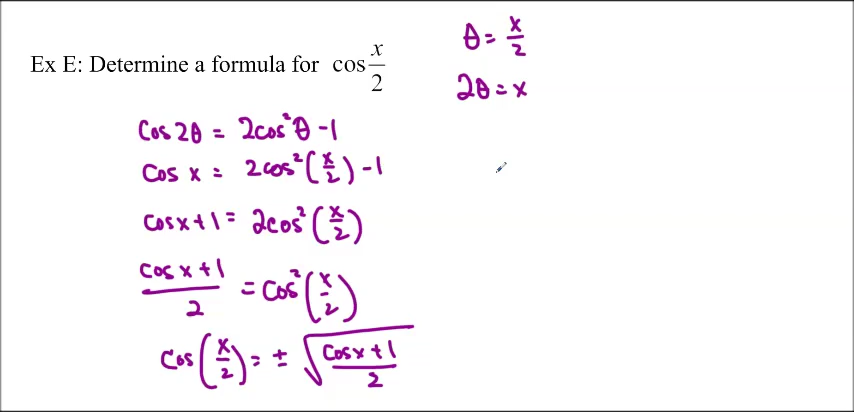 Ex E: Determine a formula for cos x/2
θ = x/2
2θ = x
cos 2θ = 2cos²θ - 1
cos x = 2cos²(x/2) - 1
cos x + 1 = 2cos²(x/2)
(cos x + 1)/2 = cos²(x/2)
cos(x/2) = ± √((cos x + 1)/2)